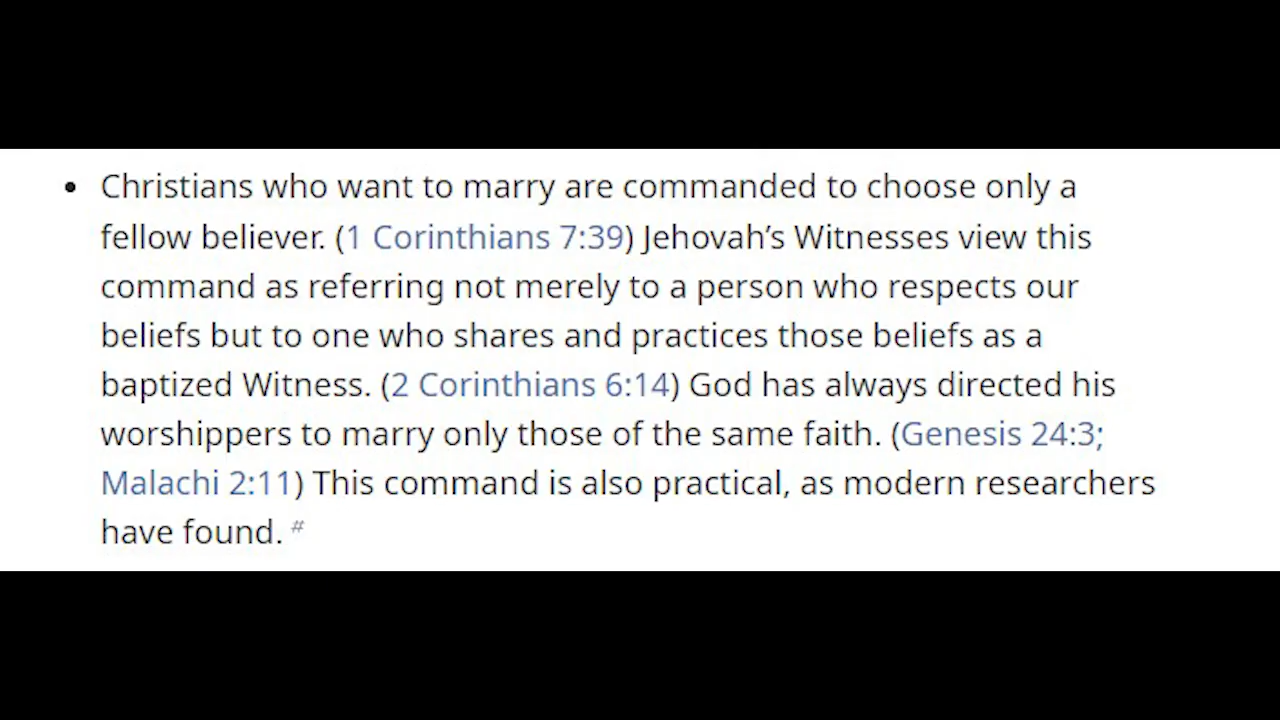 • Christians who want to marry are commanded to choose only a
fellow believer. (1 Corinthians 7:39) Jehovah’s Witnesses view this
command as referring not merely to a person who respects our
beliefs but to one who shares and practices those beliefs as a
baptized Witness. (2 Corinthians 6:14) God has always directed his
worshippers to marry only those of the same faith. (Genesis 24:3;
Malachi 2:11) This command is also practical, as modern researchers
have found. #